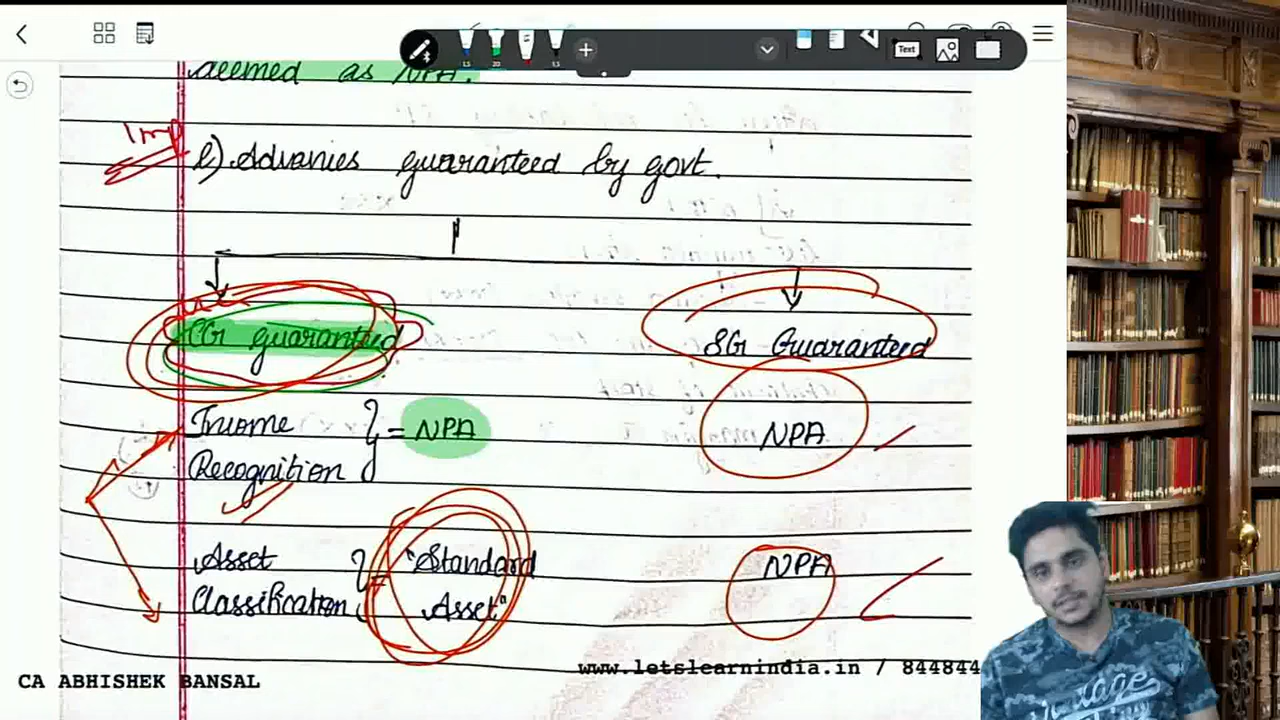 Text
deemed as NPA.
Imp
e) Advances guaranteed by govt.
CG guaranteed
SG Guaranteed
Income
Recognition
= NPA
NPA
Asset
Classification
= "Standard
Asset"
NPA
www.letslearnindia.in / 844844
CA ABHISHEK BANSAL